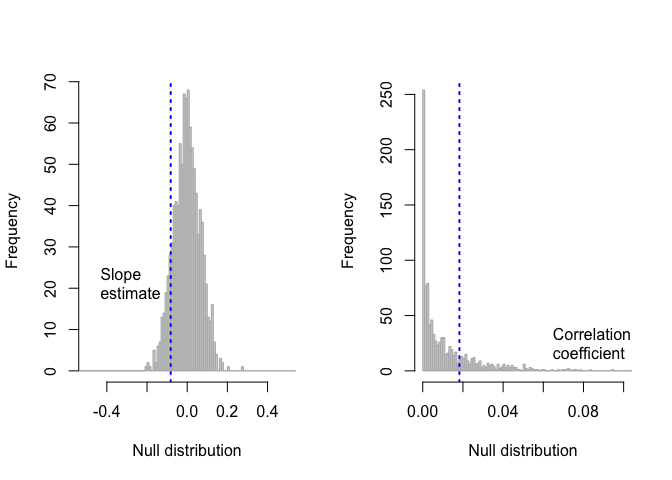 Frequency
70
60
50
40
30
20
10
0
Slope
estimate
-0.4
0.0
0.2
0.4
Null distribution
Frequency
250
200
150
100
50
0
Correlation
coefficient
0.00
0.04
0.08
Null distribution